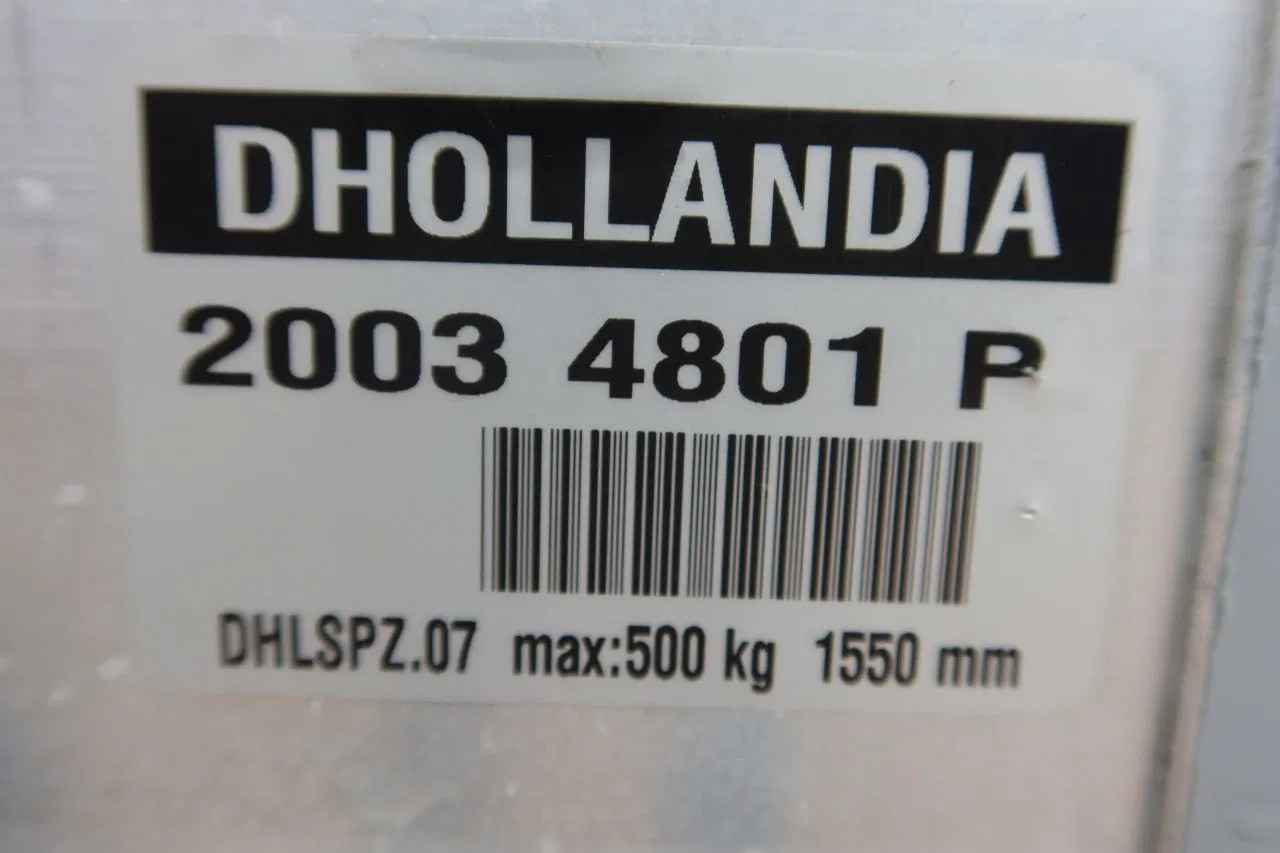 DHOLLANDIA
2003 4801 P
DHLSPZ.07 max:500 kg 1550 mm